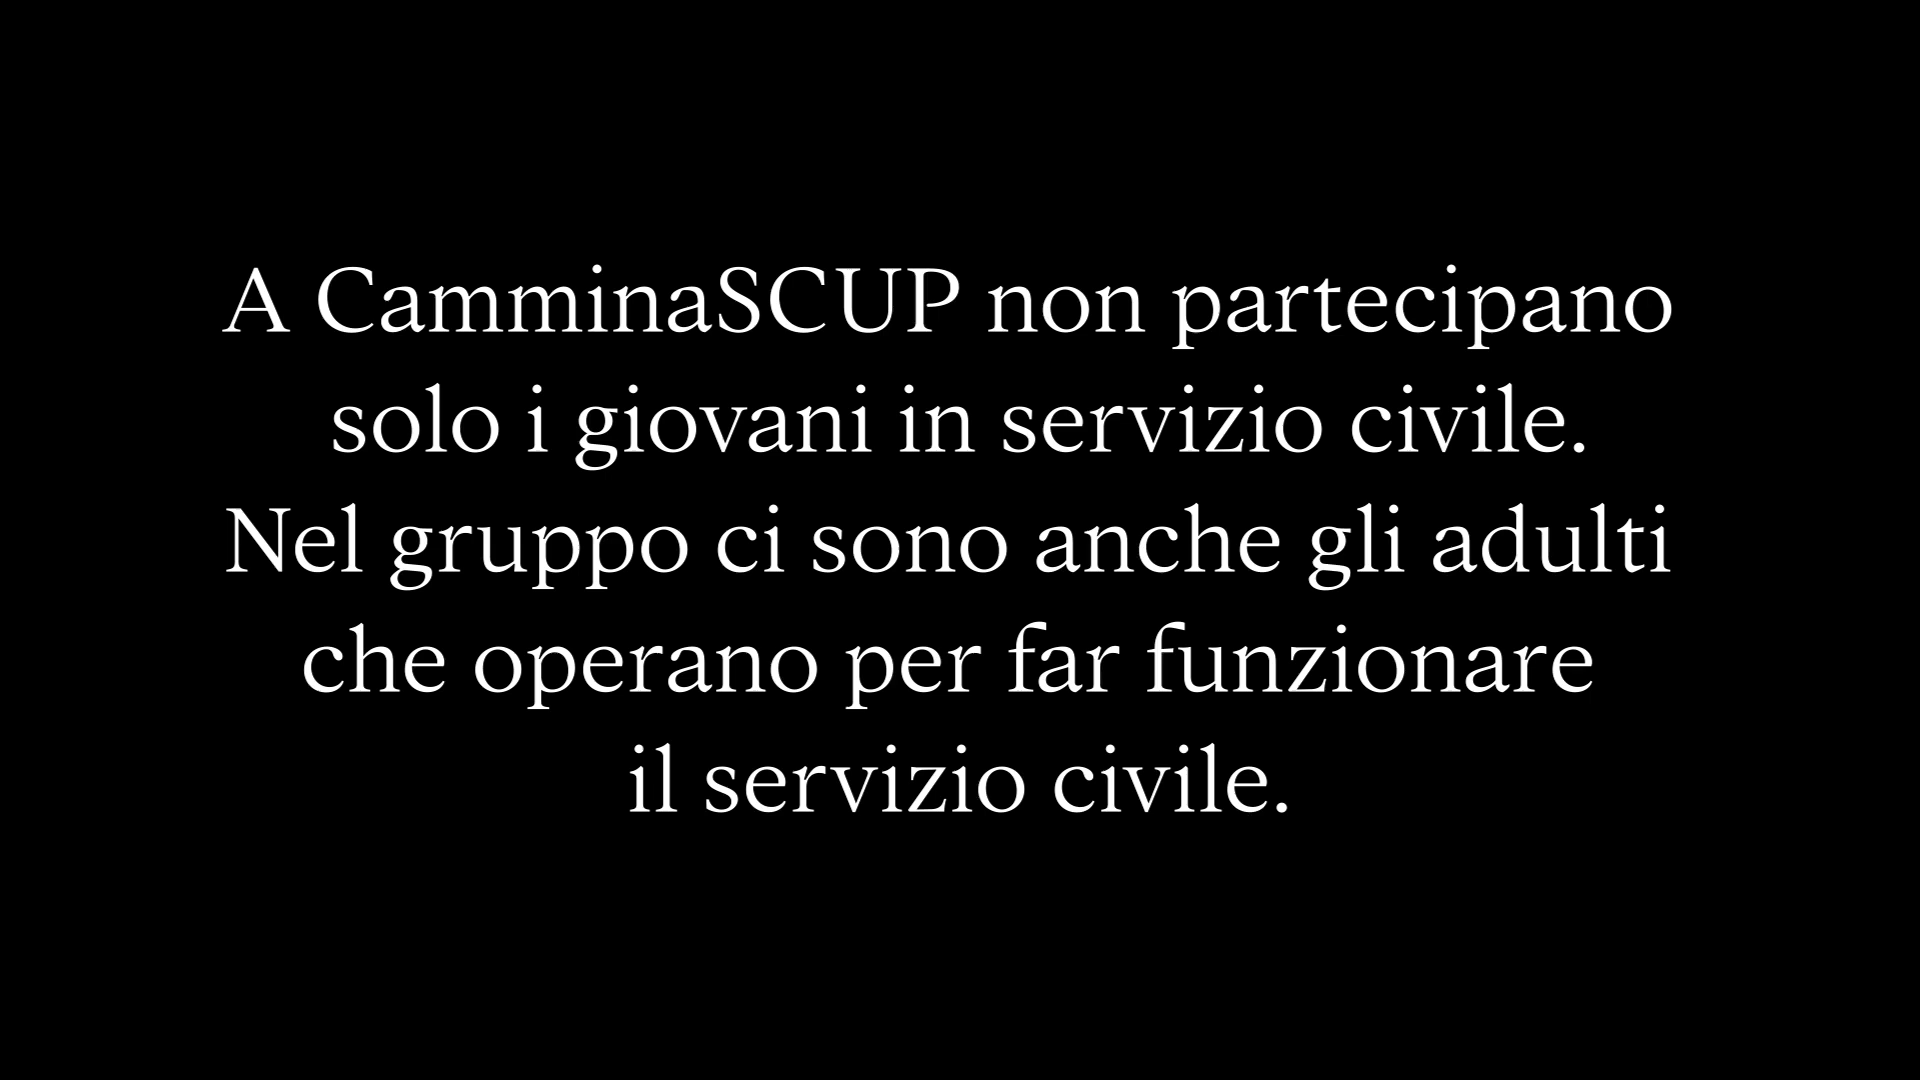 A CamminaSCUP non partecipano
solo i giovani in servizio civile.
Nel gruppo ci sono anche gli adulti
che operano per far funzionare
il servizio civile.